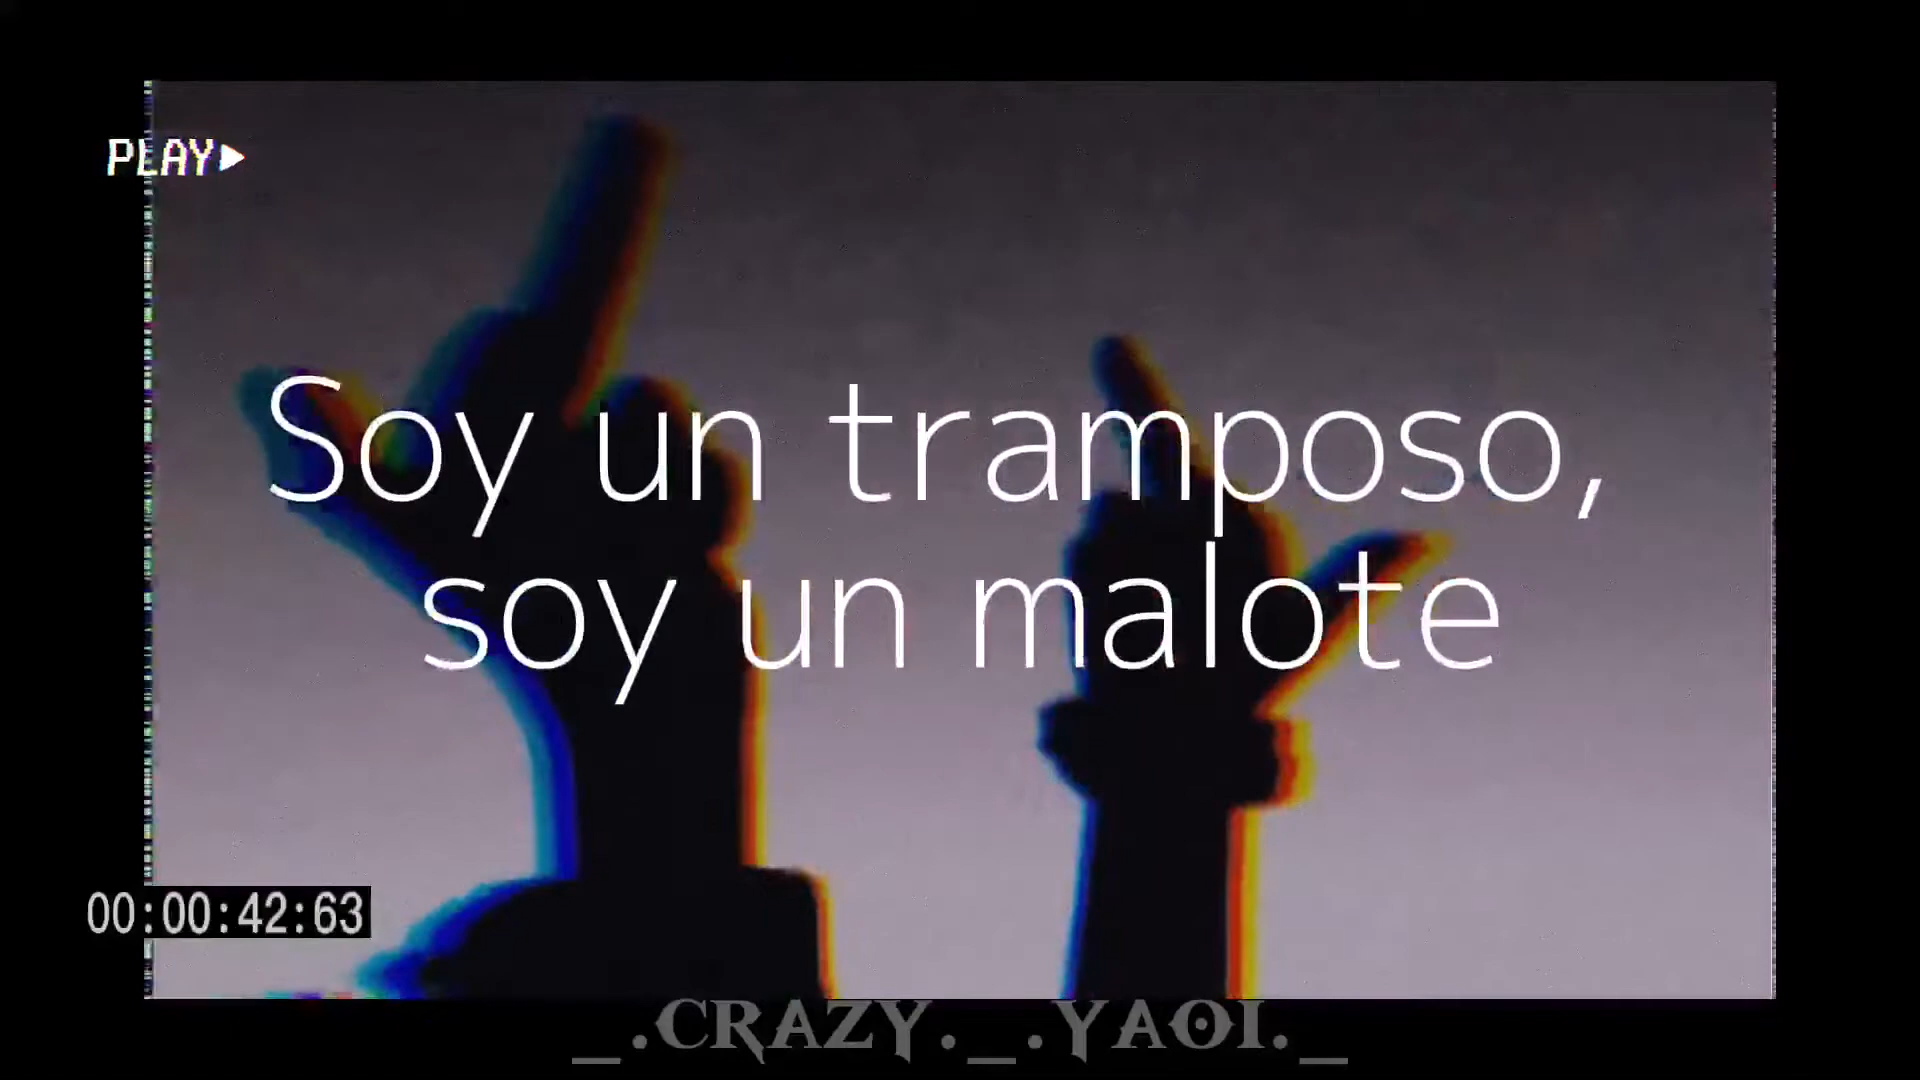 PLAY
Soy un tramposo,
soy un malote
00:00:42:63
_.CRAZY._.YAOI._